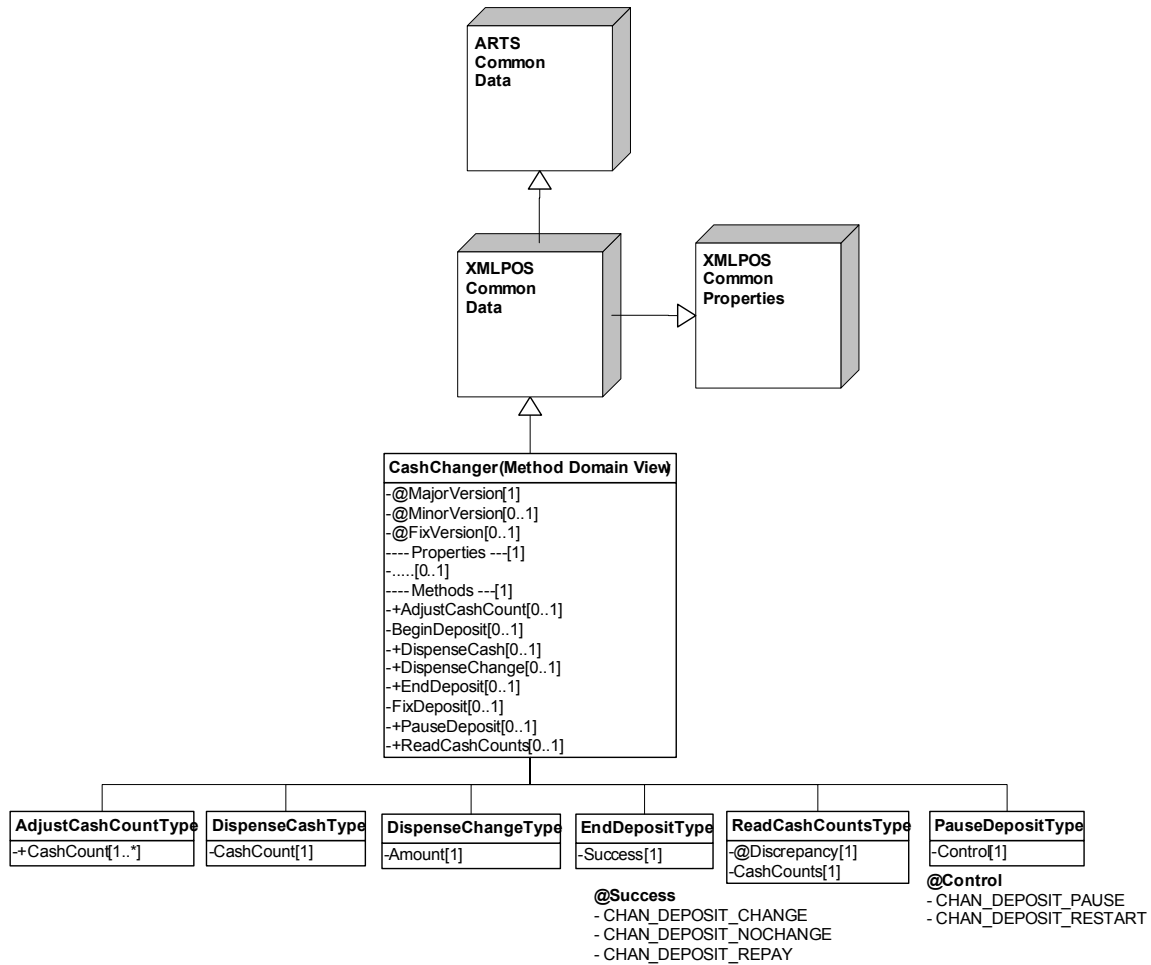 ARTS
Common
Data
XMLPOS
Common
Data
XMLPOS
Common
Properties
CashChanger(Method Domain View)
-@MajorVersion[1]
-@MinorVersion[0..1]
-@FixVersion[0..1]
---- Properties ---[1]
-.....[0..1]
---- Methods ---[1]
-+AdjustCashCount[0..1]
-BeginDeposit[0..1]
-+DispenseCash[0..1]
-+DispenseChange[0..1]
-+EndDeposit[0..1]
-FixDeposit[0..1]
-+PauseDeposit[0..1]
-+ReadCashCounts[0..1]
AdjustCashCountType
-+CashCount[1..*]
DispenseCashType
-CashCount[1]
DispenseChangeType
-Amount[1]
EndDepositType
-Success[1]
@Success
- CHAN_DEPOSIT_CHANGE
- CHAN_DEPOSIT_NOCHANGE
- CHAN_DEPOSIT_REPAY
ReadCashCountsType
-@Discrepancy[1]
-CashCounts[1]
PauseDepositType
-Control[1]
@Control
- CHAN_DEPOSIT_PAUSE
- CHAN_DEPOSIT_RESTART